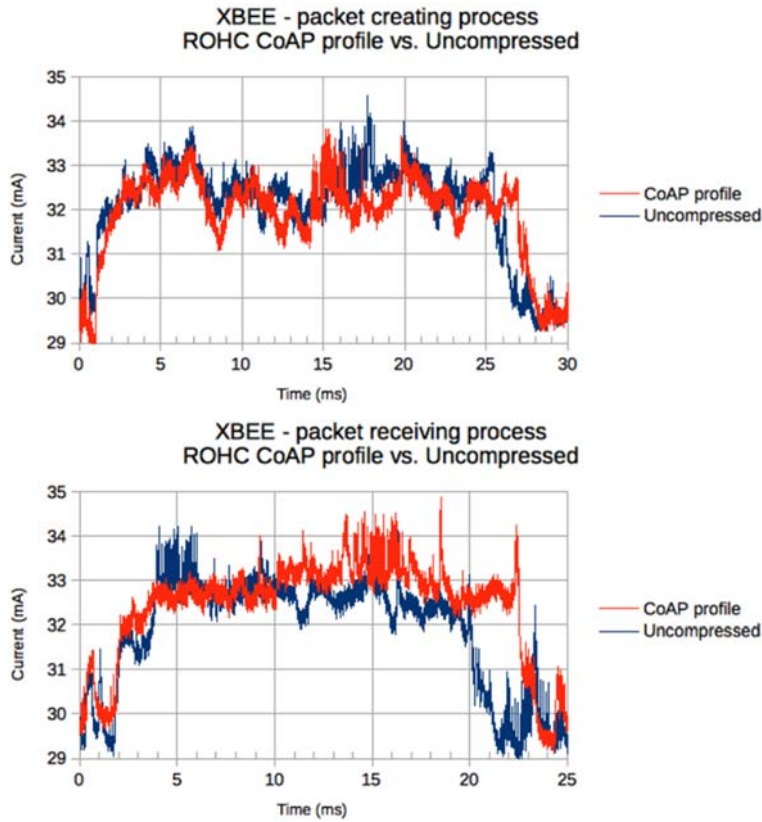 XBEE - packet creating process
ROHC CoAP profile vs. Uncompressed
35
34
33
32
31
30
29
Current (mA)
0 5 10 15 20 25 30
Time (ms)
CoAP profile
Uncompressed
XBEE - packet receiving process
ROHC CoAP profile vs. Uncompressed
35
34
33
32
31
30
29
Current (mA)
0 5 10 15 20 25
Time (ms)
CoAP profile
Uncompressed